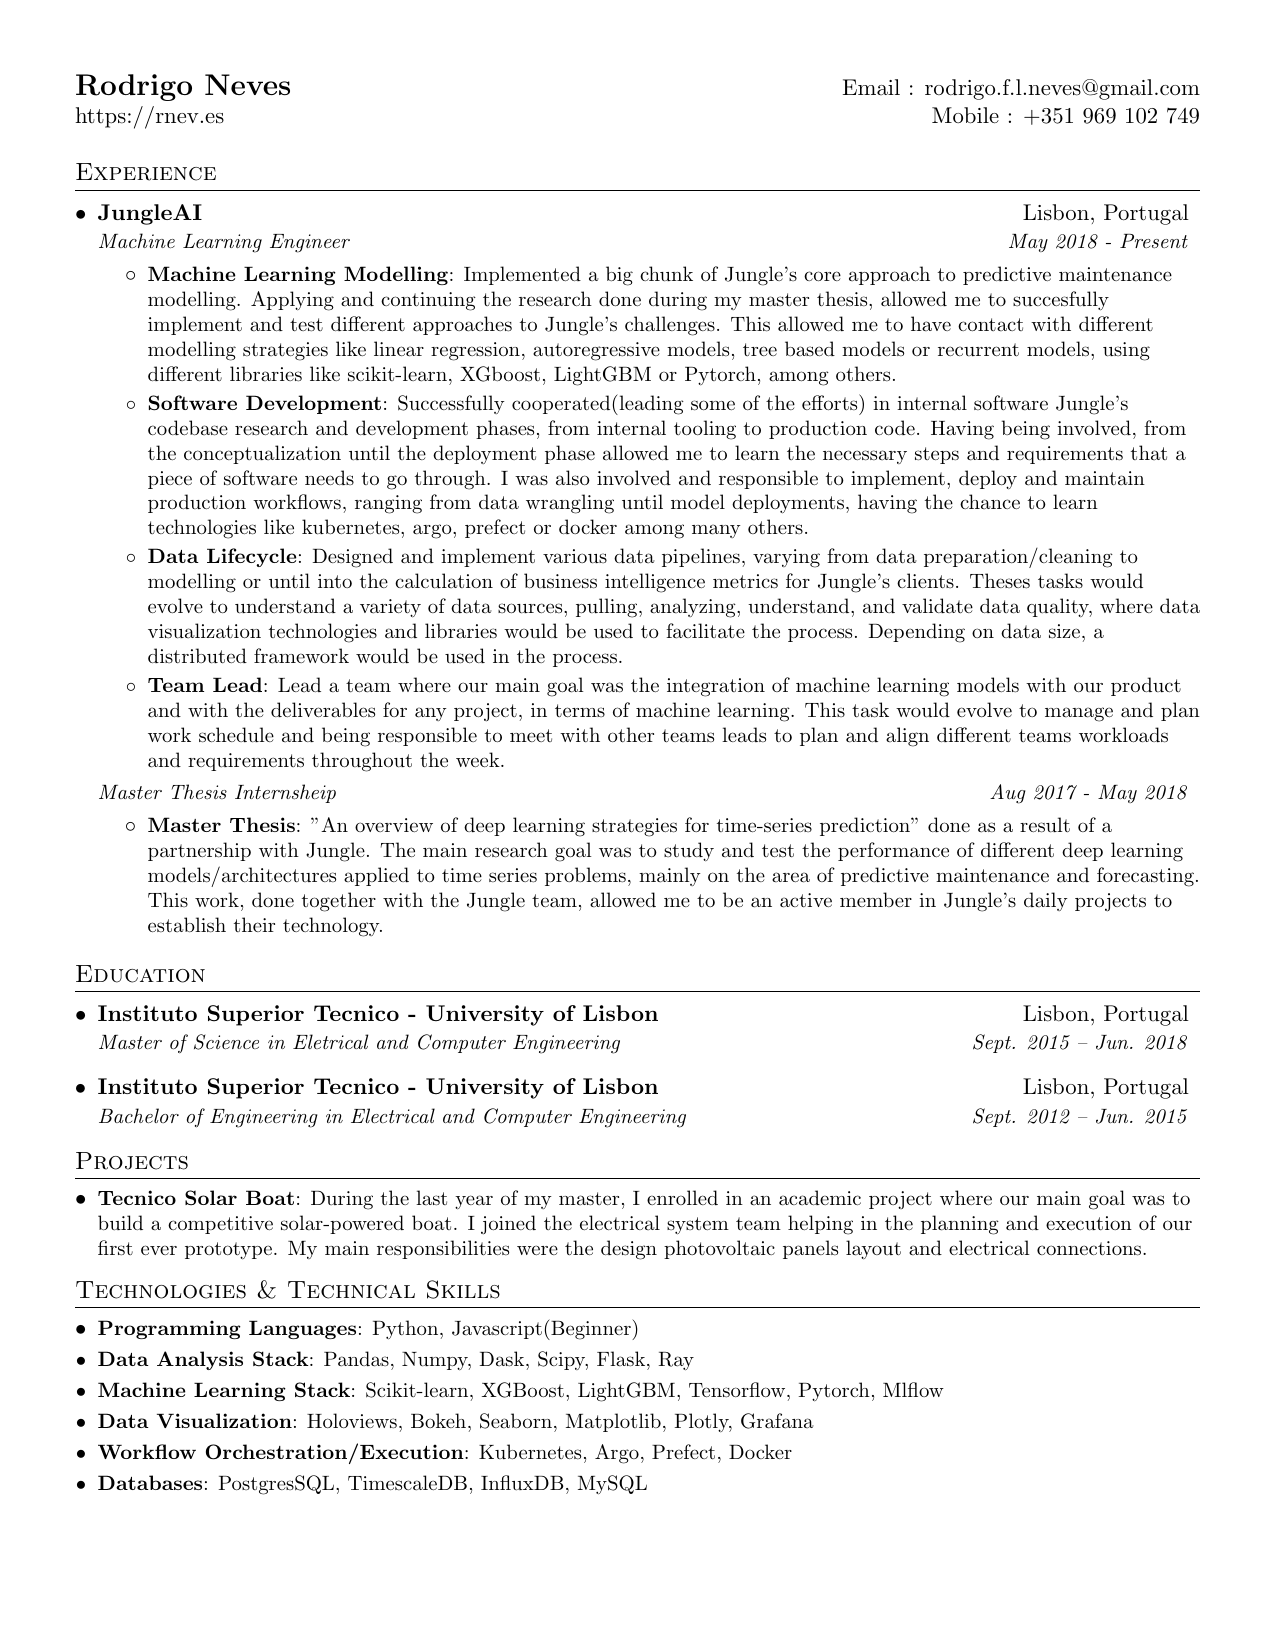 Rodrigo Neves
https://rnev.es
Email : rodrigo.f.l.neves@gmail.com
Mobile : +351 969 102 749
Experience
• JungleAI Lisbon, Portugal
Machine Learning Engineer May 2018 - Present
◦ Machine Learning Modelling: Implemented a big chunk of Jungle's core approach to predictive maintenance
modelling. Applying and continuing the research done during my master thesis, allowed me to succesfully
implement and test different approaches to Jungle's challenges. This allowed me to have contact with different
modelling strategies like linear regression, autoregressive models, tree based models or recurrent models, using
different libraries like scikit-learn, XGboost, LightGBM or Pytorch, among others.
◦ Software Development: Successfully cooperated(leading some of the efforts) in internal software Jungle's
codebase research and development phases, from internal tooling to production code. Having being involved, from
the conceptualization until the deployment phase allowed me to learn the necessary steps and requirements that a
piece of software needs to go through. I was also involved and responsible to implement, deploy and maintain
production workflows, ranging from data wrangling until model deployments, having the chance to learn
technologies like kubernetes, argo, prefect or docker among many others.
◦ Data Lifecycle: Designed and implement various data pipelines, varying from data preparation/cleaning to
modelling or until into the calculation of business intelligence metrics for Jungle's clients. Theses tasks would
evolve to understand a variety of data sources, pulling, analyzing, understand, and validate data quality, where data
visualization technologies and libraries would be used to facilitate the process. Depending on data size, a
distributed framework would be used in the process.
◦ Team Lead: Lead a team where our main goal was the integration of machine learning models with our product
and with the deliverables for any project, in terms of machine learning. This task would evolve to manage and plan
work schedule and being responsible to meet with other teams leads to plan and align different teams workloads
and requirements throughout the week.
Master Thesis Internsheip Aug 2017 - May 2018
◦ Master Thesis: ”An overview of deep learning strategies for time-series prediction” done as a result of a
partnership with Jungle. The main research goal was to study and test the performance of different deep learning
models/architectures applied to time series problems, mainly on the area of predictive maintenance and forecasting.
This work, done together with the Jungle team, allowed me to be an active member in Jungle's daily projects to
establish their technology.
Education
• Instituto Superior Tecnico - University of Lisbon Lisbon, Portugal
Master of Science in Eletrical and Computer Engineering Sept. 2015 – Jun. 2018
• Instituto Superior Tecnico - University of Lisbon Lisbon, Portugal
Bachelor of Engineering in Electrical and Computer Engineering Sept. 2012 – Jun. 2015
Projects
• Tecnico Solar Boat: During the last year of my master, I enrolled in an academic project where our main goal was to
build a competitive solar-powered boat. I joined the electrical system team helping in the planning and execution of our
first ever prototype. My main responsibilities were the design photovoltaic panels layout and electrical connections.
Technologies & Technical Skills
• Programming Languages: Python, Javascript(Beginner)
• Data Analysis Stack: Pandas, Numpy, Dask, Scipy, Flask, Ray
• Machine Learning Stack: Scikit-learn, XGBoost, LightGBM, Tensorflow, Pytorch, Mlflow
• Data Visualization: Holoviews, Bokeh, Seaborn, Matplotlib, Plotly, Grafana
• Workflow Orchestration/Execution: Kubernetes, Argo, Prefect, Docker
• Databases: PostgresSQL, TimescaleDB, InfluxDB, MySQL